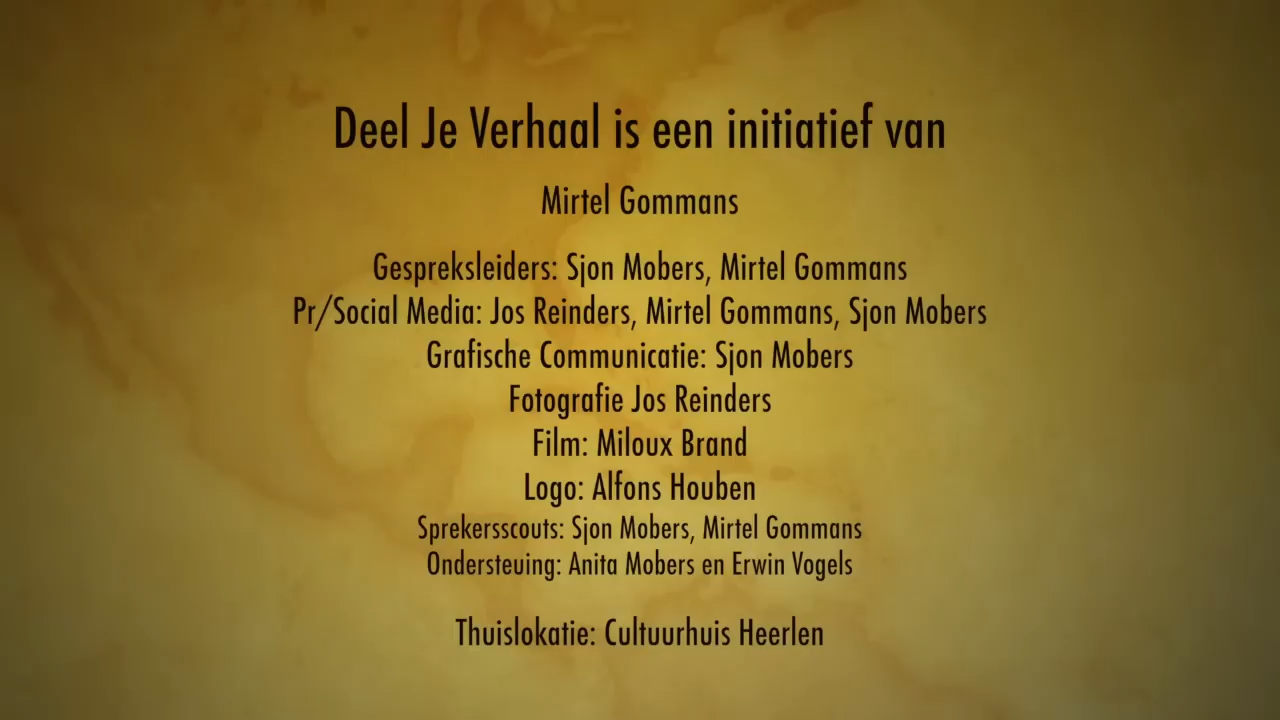 Deel Je Verhaal is een initiatief van
Mirtel Gommans
Gespreksleiders: Sjon Mobers, Mirtel Gommans
Pr/Social Media: Jos Reinders, Mirtel Gommans, Sjon Mobers
Grafische Communicatie: Sjon Mobers
Fotografie Jos Reinders
Film: Miloux Brand
Logo: Alfons Houben
Sprekersscouts: Sjon Mobers, Mirtel Gommans
Ondersteuing: Anita Mobers en Erwin Vogels
Thuislokatie: Cultuurhuis Heerlen